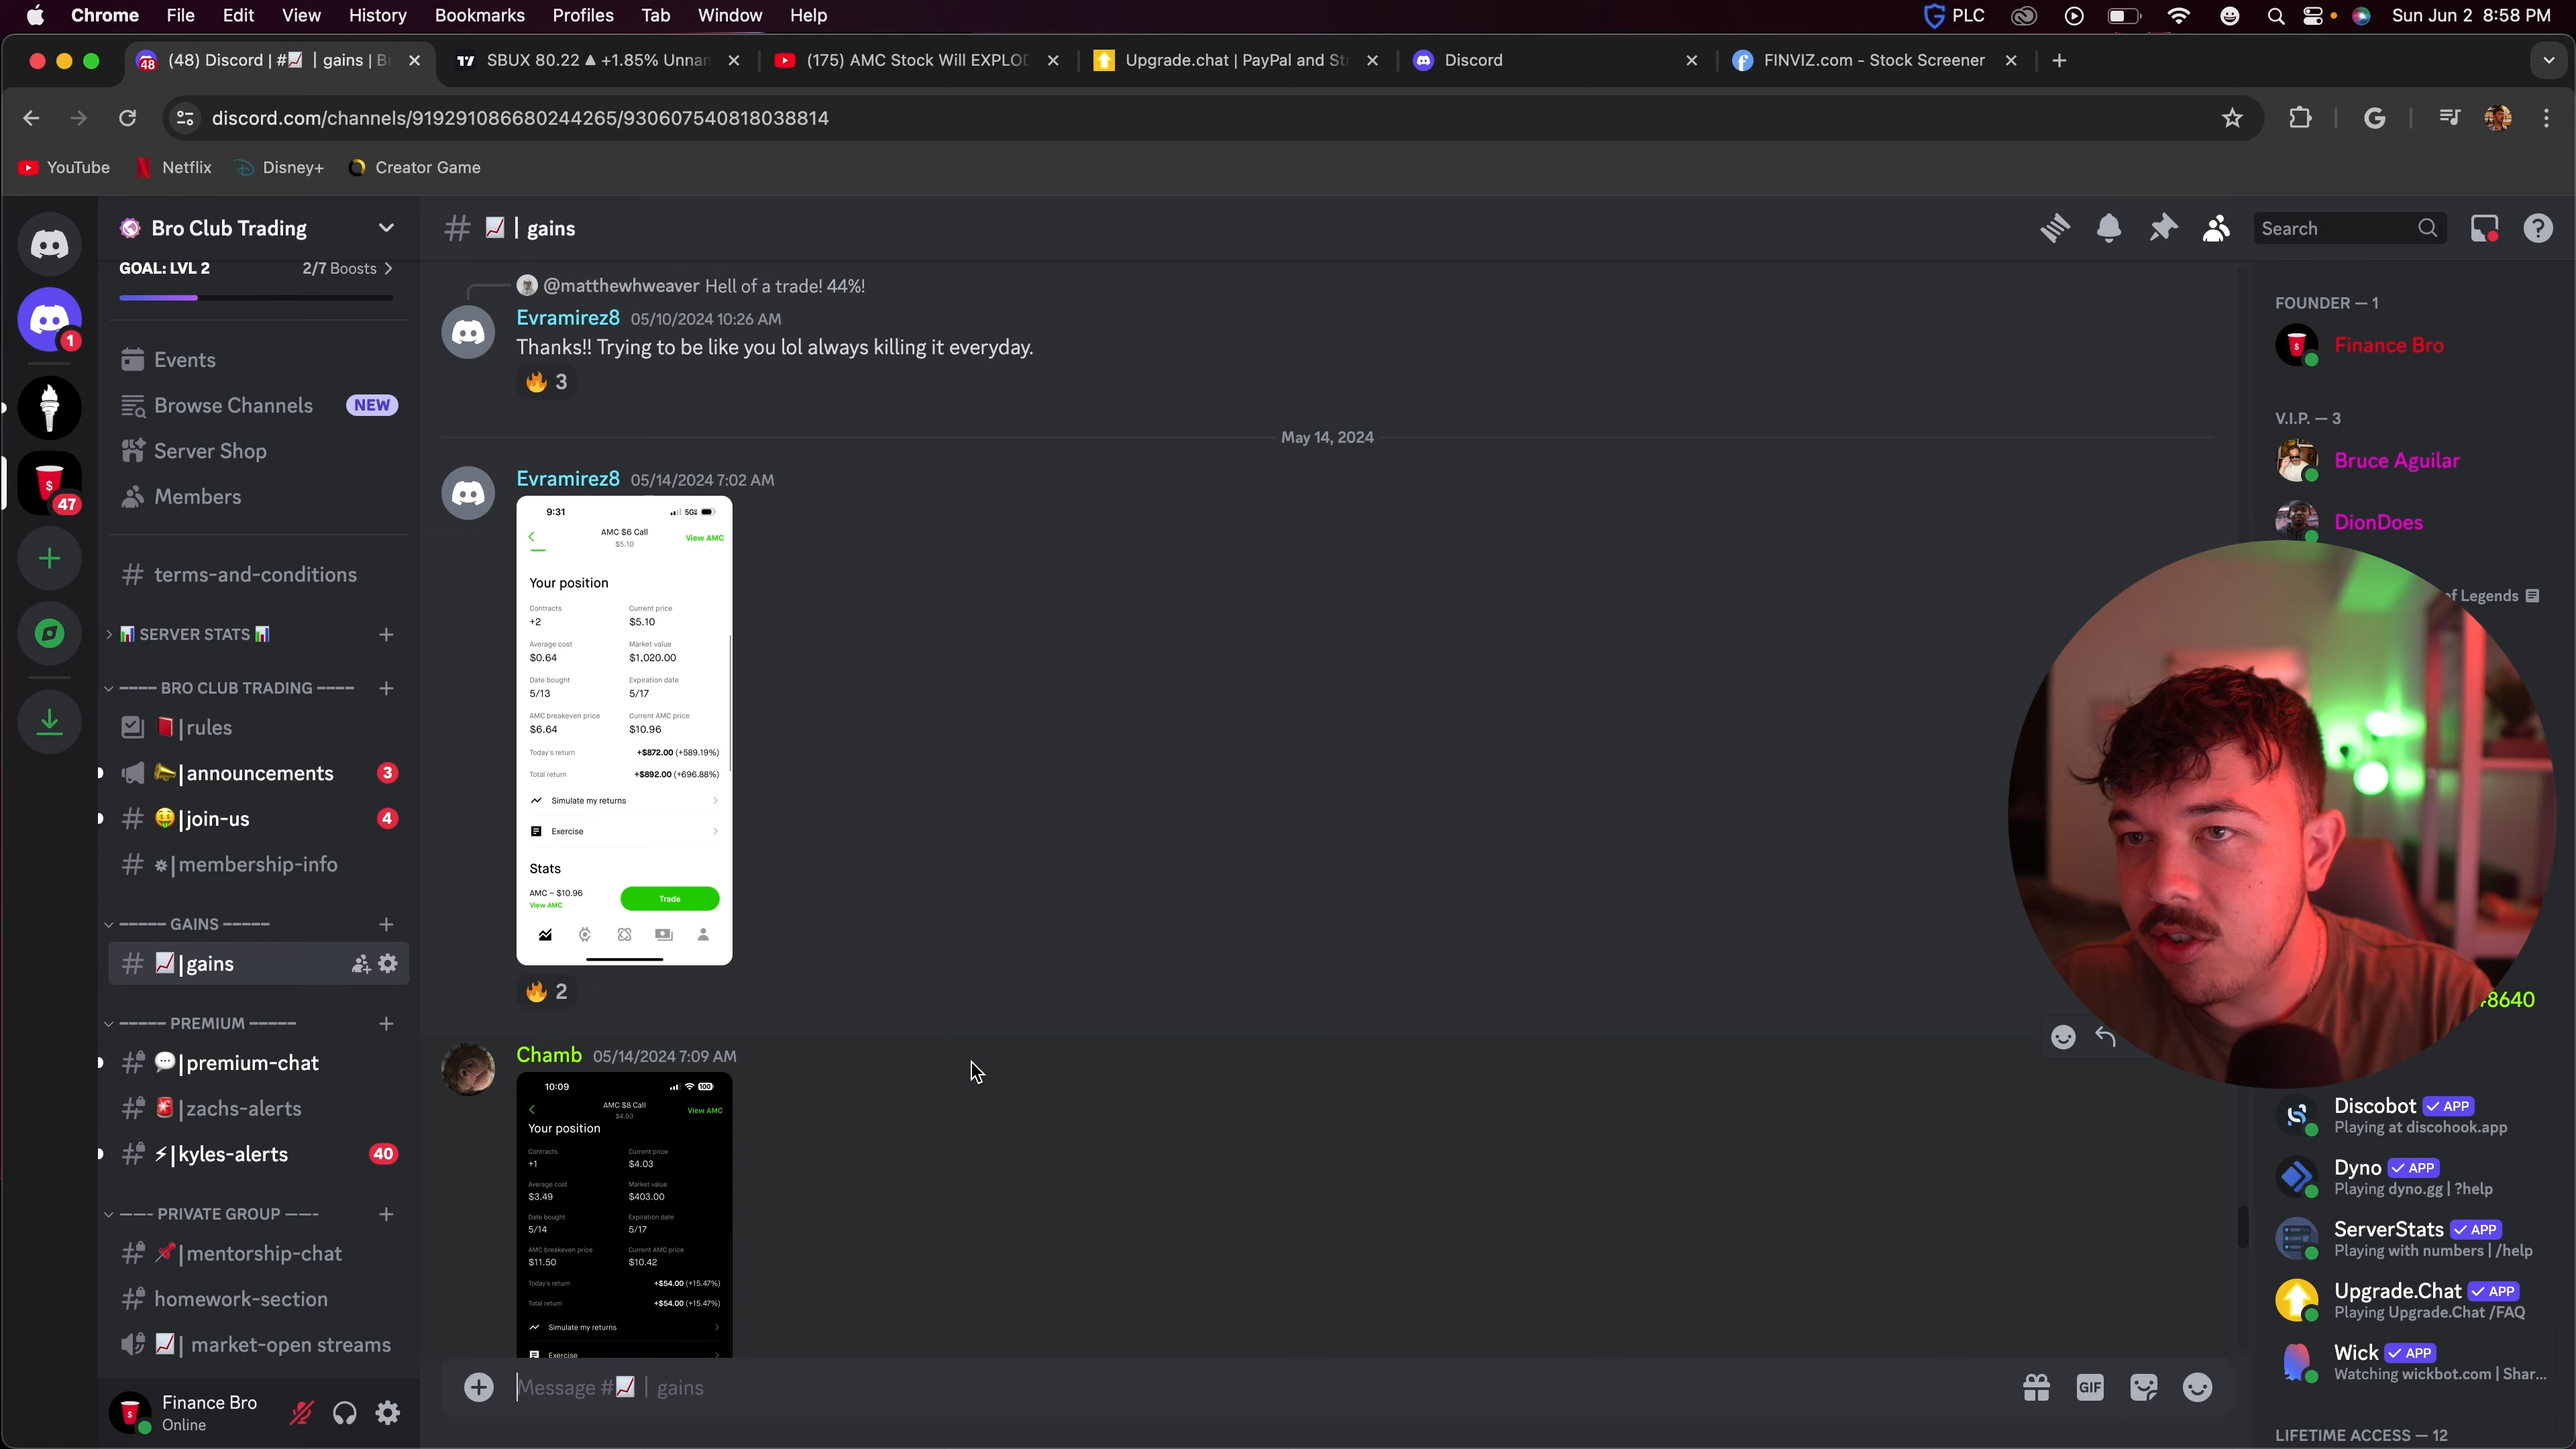 Chrome File Edit View History Bookmarks Profiles Tab Window Help
PLC
Sun Jun 2 8:58 PM
48
(48) Discord | #📈 | gains | Br
SBUX 80.22 ▲ +1.85% Unnan
(175) AMC Stock Will EXPLOD
Upgrade.chat | PayPal and Str
Discord
FINVIZ.com - Stock Screener
discord.com/channels/919291086680244265/930607540818038814
YouTube
Netflix
Disney+
Creator Game
1
47
Bro Club Trading
GOAL: LVL 2
2/7 Boosts
Events
Browse Channels
NEW
Server Shop
Members
# terms-and-conditions
📊 SERVER STATS 📊
---- BRO CLUB TRADING ----
📕|rules
📣|announcements
3
# 🤑|join-us
4
# |membership-info
----- GAINS -----
# 📈|gains
----- PREMIUM -----
# 💬|premium-chat
# 🚨|zachs-alerts
# ⚡|kyles-alerts
40
--- PRIVATE GROUP ---
# 📌|mentorship-chat
# homework-section
📈| market-open streams
Finance Bro
Online
# 📈 | gains
Search
@matthewhweaver Hell of a trade! 44%!
Evramirez8 05/10/2024 10:26 AM
Thanks!! Trying to be like you lol always killing it everyday.
🔥 3
May 14, 2024
Evramirez8 05/14/2024 7:02 AM
9:31
5G
AMC $6 Call
$5.10
View AMC
Your position
Contracts
+2
Current price
$5.10
Average cost
$0.64
Market value
$1,020.00
Date bought
5/13
Expiration date
5/17
AMC breakeven price
$6.64
Current AMC price
$10.96
Today's return
+$872.00 (+589.19%)
Total return
+$892.00 (+696.88%)
Simulate my returns
Exercise
Stats
AMC – $10.96
View AMC
Trade
🔥 2
Chamb 05/14/2024 7:09 AM
10:09
100
AMC $8 Call
$4.03
View AMC
Your position
Contracts
+1
Current price
$4.03
Average cost
$3.49
Market value
$403.00
Date bought
5/14
Expiration date
5/17
AMC breakeven price
$11.50
Current AMC price
$10.42
Today's return
+$54.00 (+15.47%)
Total return
+$54.00 (+15.47%)
Simulate my returns
Exercise
Message #📈 | gains
GIF
FOUNDER — 1
Finance Bro
V.I.P. — 3
Bruce Aguilar
DionDoes
of Legends
8640
Discobot
APP
Playing at discohook.app
Dyno
APP
Playing dyno.gg | ?help
ServerStats
APP
Playing with numbers | /help
Upgrade.Chat
APP
Playing Upgrade.Chat /FAQ
Wick
APP
Watching wickbot.com | Shar...
LIFETIME ACCESS — 12